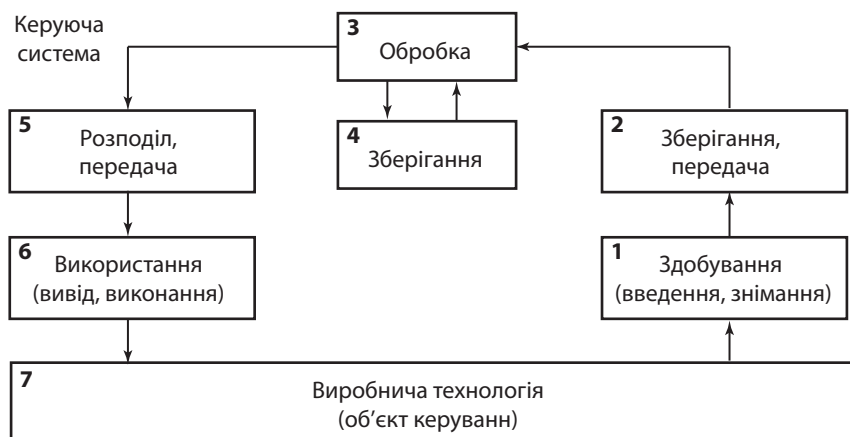 Керуюча
система
3
Обробка
5
Розподіл,
передача
4
Зберігання
2
Зберігання,
передача
6
Використання
(вивід, виконання)
1
Здобування
(введення, знімання)
7
Виробнича технологія
(об’єкт керуванн)